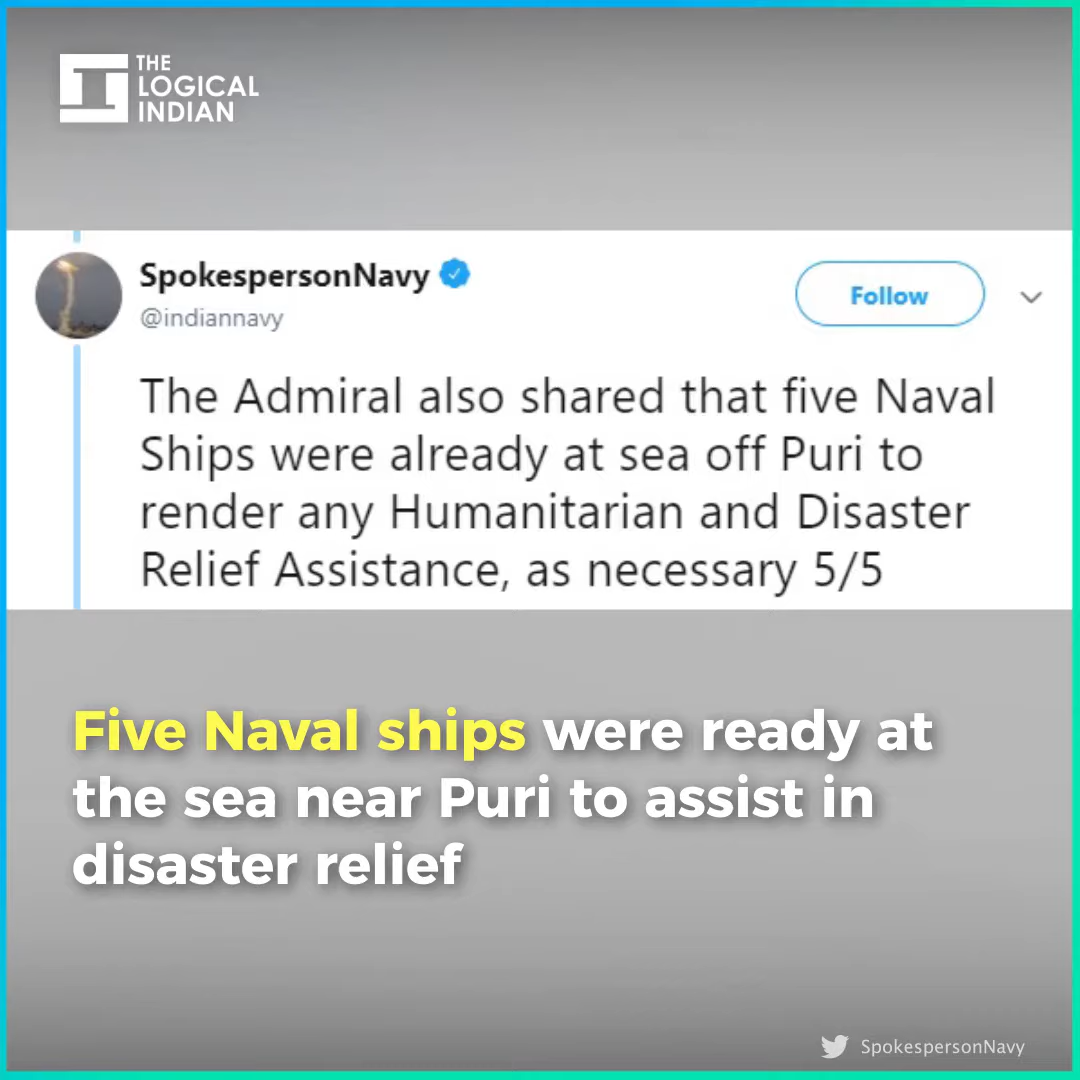 THE
LOGICAL
INDIAN
SpokespersonNavy
@indiannavy
Follow
The Admiral also shared that five Naval
Ships were already at sea off Puri to
render any Humanitarian and Disaster
Relief Assistance, as necessary 5/5
Five Naval ships were ready at
the sea near Puri to assist in
disaster relief
SpokespersonNavy